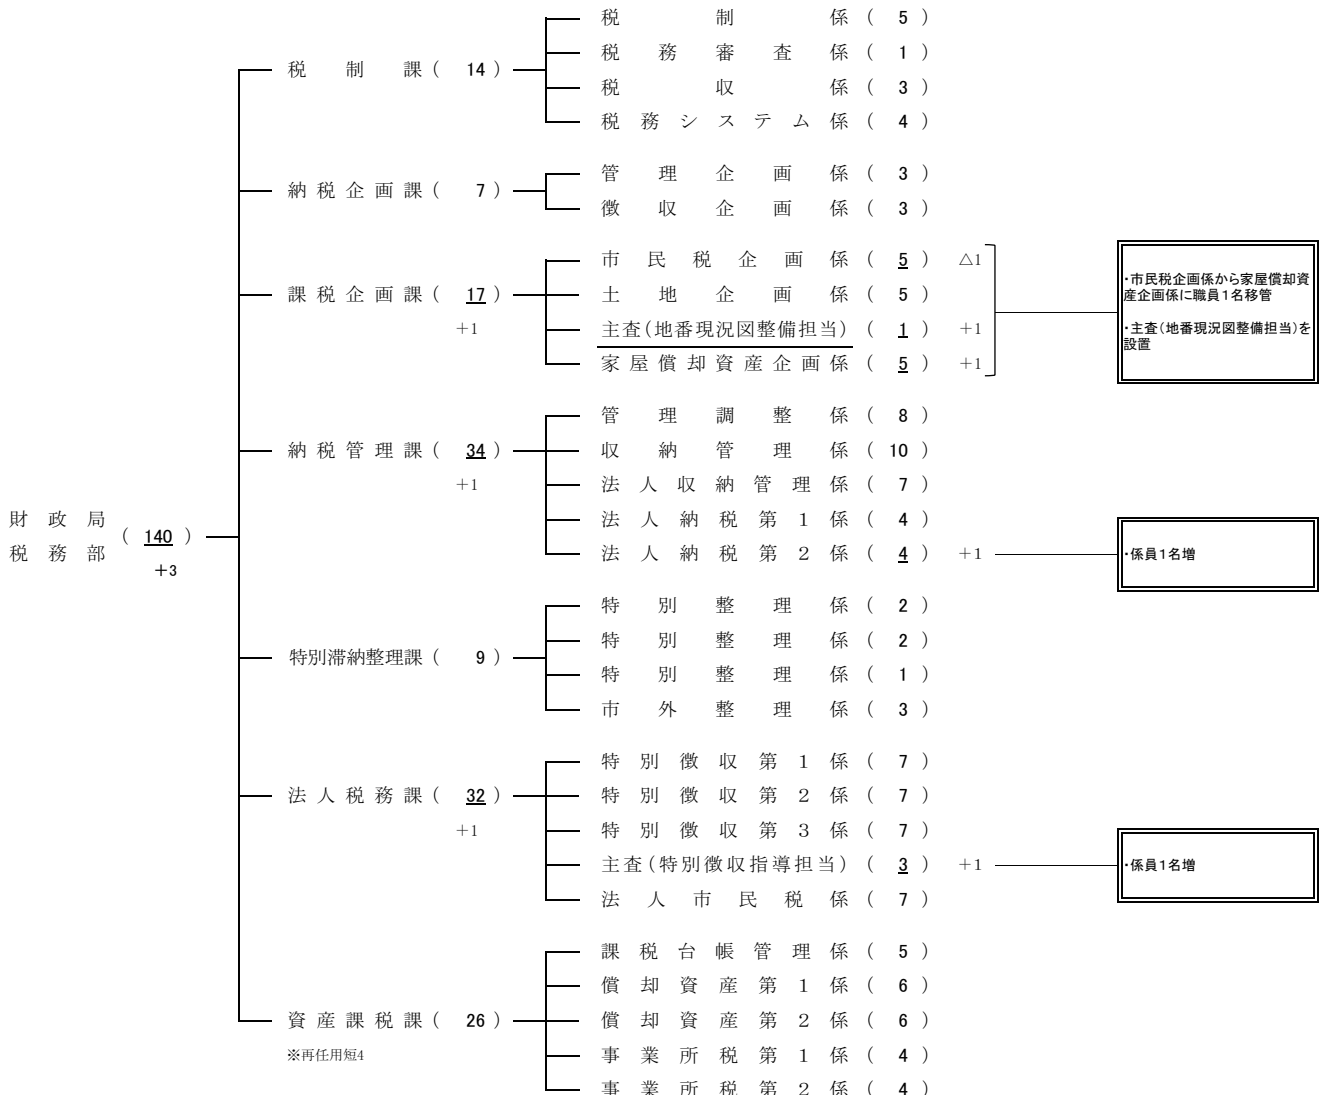 税制係 ( 5 )
税制課 ( 14 ) 税務審査係 ( 1 )
税収係 ( 3 )
税務システム係 ( 4 )
納税企画課 ( 7 ) 管理企画係 ( 3 )
徴収企画係 ( 3 )
市民税企画係 ( 5 ) △1
課税企画課 ( 17 ) 土地企画係 ( 5 )
+1 主査(地番現況図整備担当) ( 1 ) +1
家屋償却資産企画係 ( 5 ) +1
・市民税企画係から家屋償却資
産企画係に職員1名移管
・主査(地番現況図整備担当)を
設置
管理調整係 ( 8 )
納税管理課 ( 34 ) 収納管理係 ( 10 )
+1 法人収納管理係 ( 7 )
法人納税第1係 ( 4 )
法人納税第2係 ( 4 ) +1 ・係員1名増
財政局
税務部 ( 140 )
+3
特別整理係 ( 2 )
特別滞納整理課 ( 9 ) 特別整理係 ( 2 )
特別整理係 ( 1 )
市外整理係 ( 3 )
特別徴収第1係 ( 7 )
法人税務課 ( 32 ) 特別徴収第2係 ( 7 )
+1 特別徴収第3係 ( 7 )
主査(特別徴収指導担当) ( 3 ) +1 ・係員1名増
法人市民税係 ( 7 )
課税台帳管理係 ( 5 )
償却資産第1係 ( 6 )
資産課税課 ( 26 ) 償却資産第2係 ( 6 )
※再任用短4 事業所税第1係 ( 4 )
事業所税第2係 ( 4 )